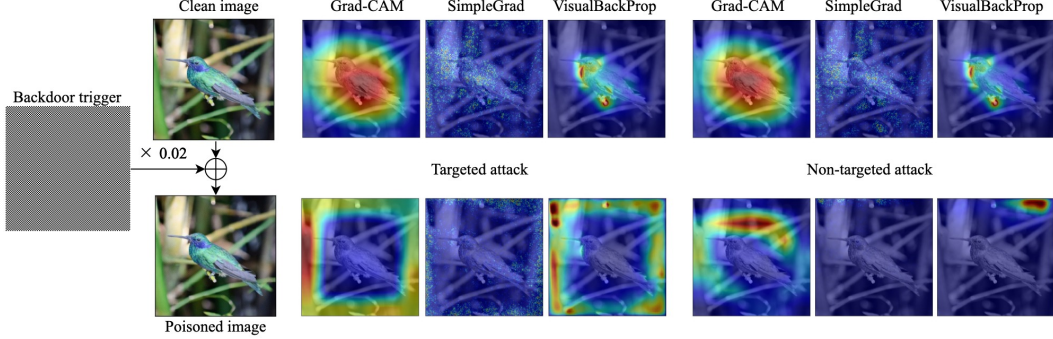 Clean image
Grad-CAM
SimpleGrad
VisualBackProp
Grad-CAM
SimpleGrad
VisualBackProp
Backdoor trigger
× 0.02
Targeted attack
Non-targeted attack
Poisoned image